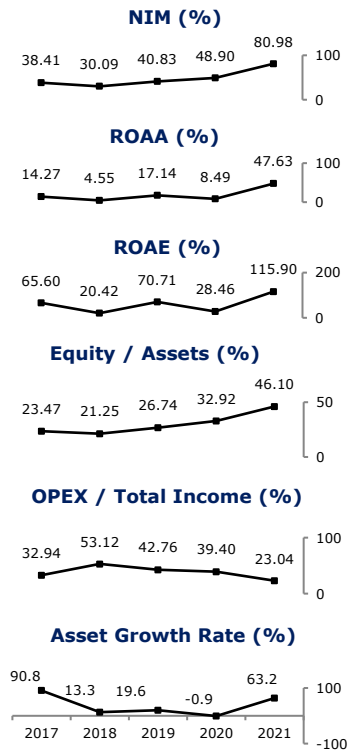 NIM (%)
38.41 30.09 40.83 48.90 80.98
100
0
ROAA (%)
14.27 4.55 17.14 8.49 47.63
100
0
ROAE (%)
65.60 20.42 70.71 28.46 115.90
200
0
Equity / Assets (%)
23.47 21.25 26.74 32.92 46.10
50
0
OPEX / Total Income (%)
32.94 53.12 42.76 39.40 23.04
100
0
Asset Growth Rate (%)
90.8 13.3 19.6 -0.9 63.2
100
-100
2017 2018 2019 2020 2021